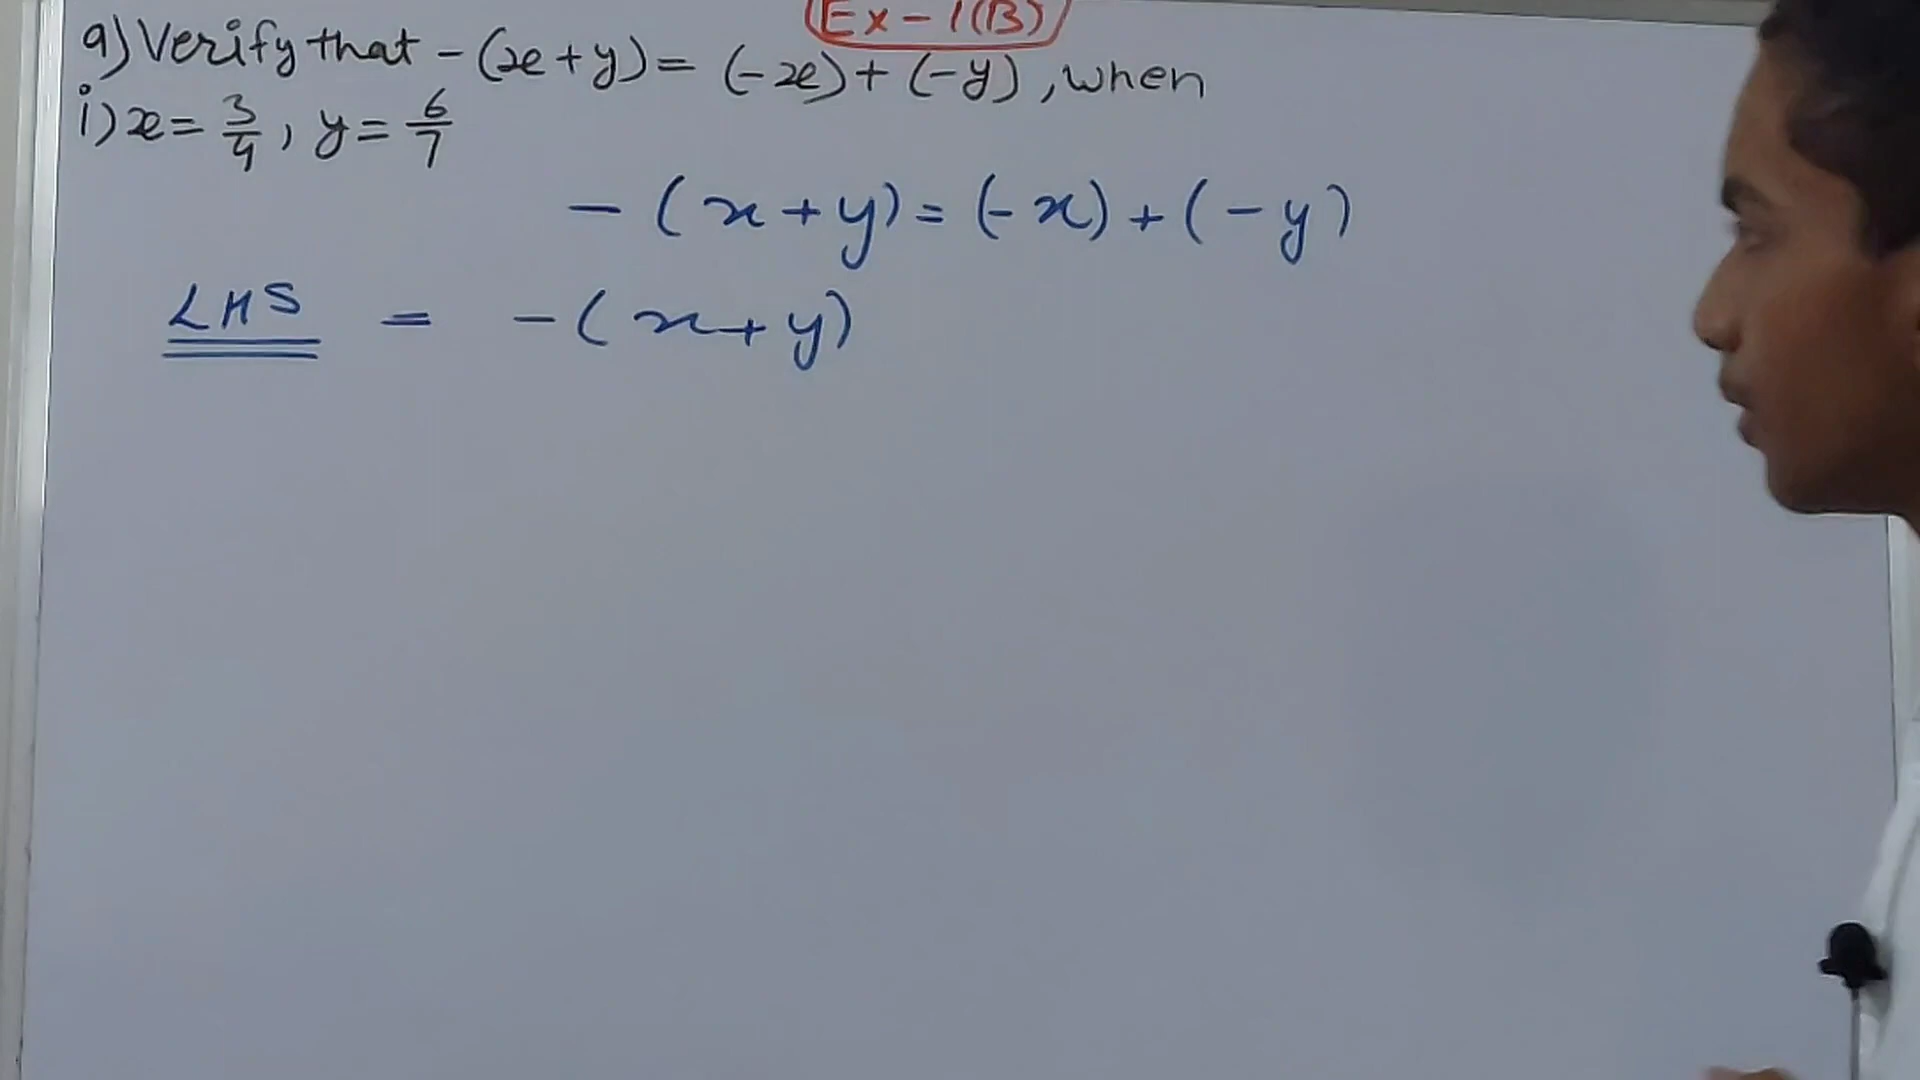 Ex-1(B)
9) Verify that -(x+y) = (-x)+(-y), when
i) x = 3/4, y = 6/7
-(x+y) = (-x)+(-y)
LHS = -(x+y)